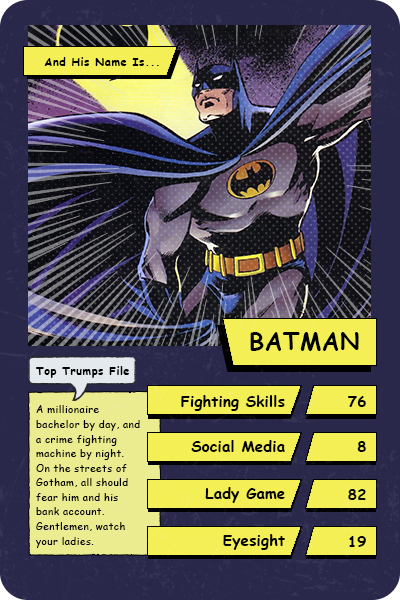 And His Name Is...
BATMAN
Top Trumps File
A millionaire
bachelor by day, and
a crime fighting
machine by night.
On the streets of
Gotham, all should
fear him and his
bank account.
Gentlemen, watch
your ladies.
Fighting Skills 76
Social Media 8
Lady Game 82
Eyesight 19